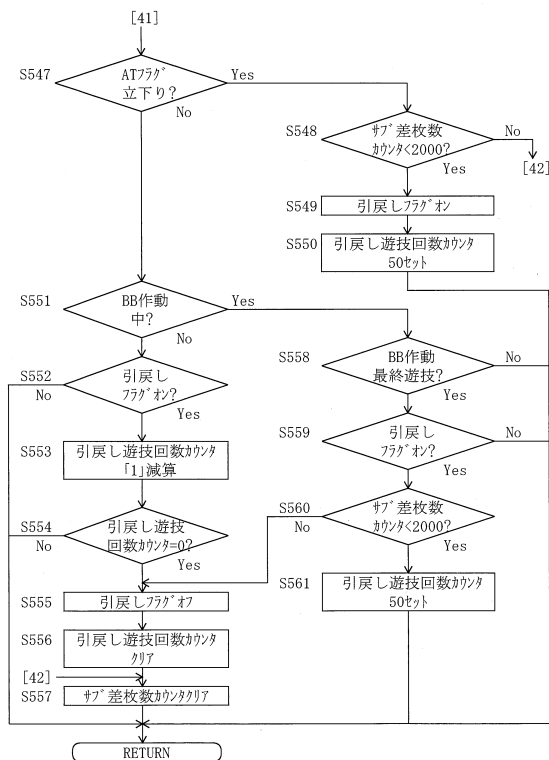 [41]
S547
ATﾌﾗｸﾞ
立下り?
Yes
No
S548
ｻﾌﾞ差枚数
ｶｳﾝﾀ<2000?
No
Yes
[42]
S549
引戻しﾌﾗｸﾞｵﾝ
S550
引戻し遊技回数ｶｳﾝﾀ
50ｾｯﾄ
S551
BB作動
中?
Yes
No
S552
引戻し
ﾌﾗｸﾞｵﾝ?
No
Yes
S553
引戻し遊技回数ｶｳﾝﾀ
「1」減算
S554
引戻し遊技
回数ｶｳﾝﾀ=0?
No
Yes
S555
引戻しﾌﾗｸﾞｵﾌ
S556
引戻し遊技回数ｶｳﾝﾀ
ｸﾘｱ
[42]
S557
ｻﾌﾞ差枚数ｶｳﾝﾀｸﾘｱ
S558
BB作動
最終遊技?
No
Yes
S559
引戻し
ﾌﾗｸﾞｵﾝ?
No
Yes
S560
ｻﾌﾞ差枚数
ｶｳﾝﾀ<2000?
No
Yes
S561
引戻し遊技回数ｶｳﾝﾀ
50ｾｯﾄ
RETURN